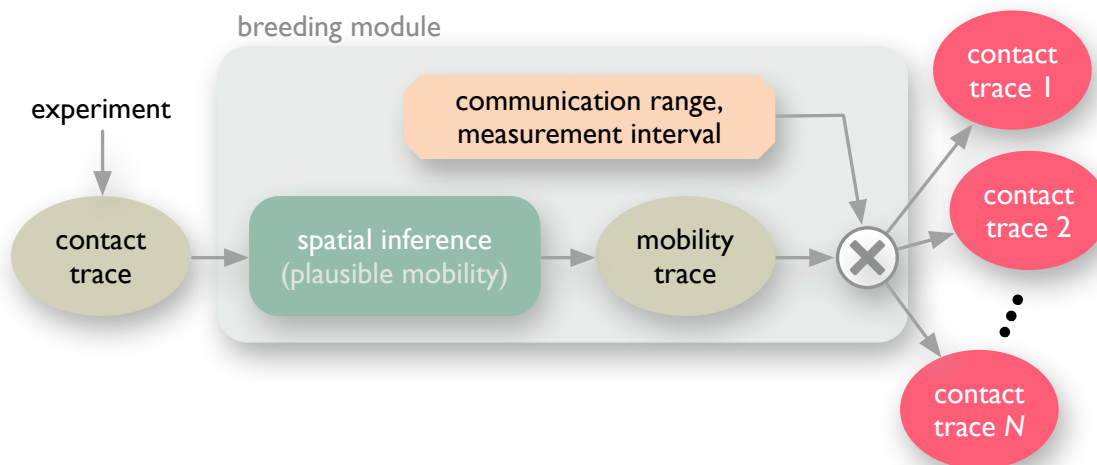 breeding module
experiment
communication range,
measurement interval
contact
trace
spatial inference
(plausible mobility)
mobility
trace
contact
trace 1
contact
trace 2
contact
trace N